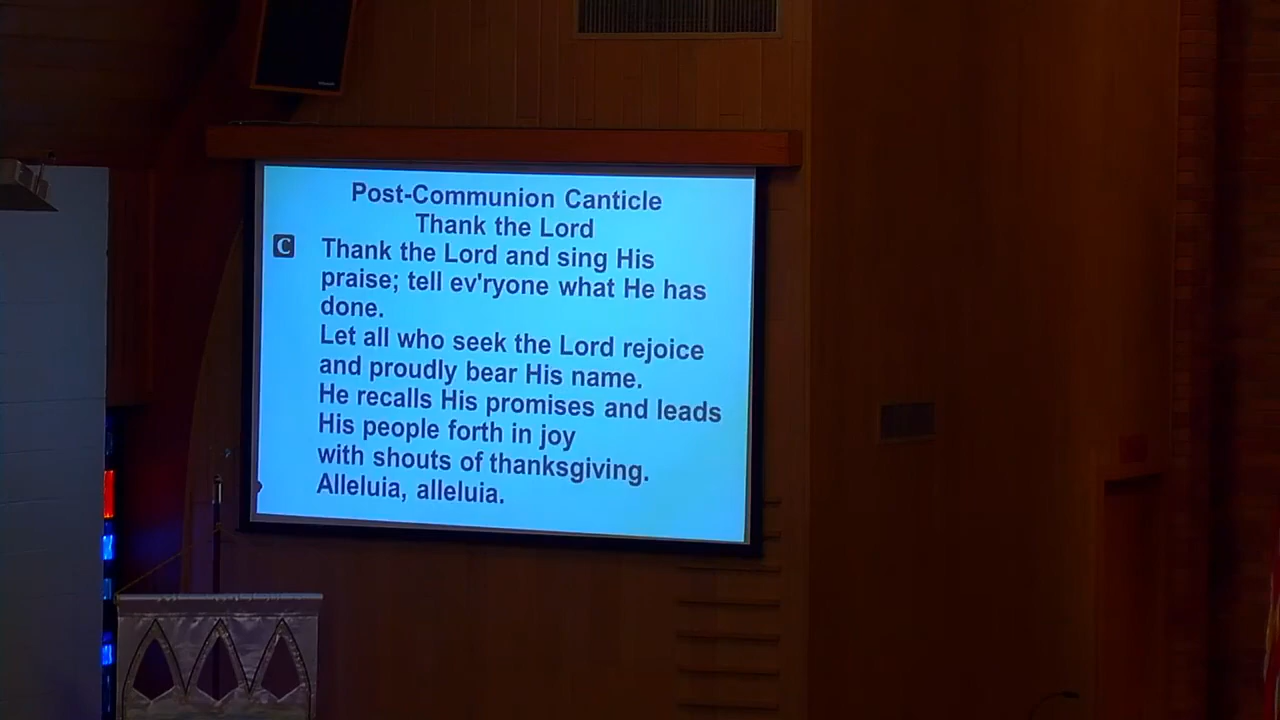 Post-Communion Canticle
Thank the Lord
C Thank the Lord and sing His
praise; tell ev'ryone what He has
done.
Let all who seek the Lord rejoice
and proudly bear His name.
He recalls His promises and leads
His people forth in joy
with shouts of thanksgiving.
Alleluia, alleluia.